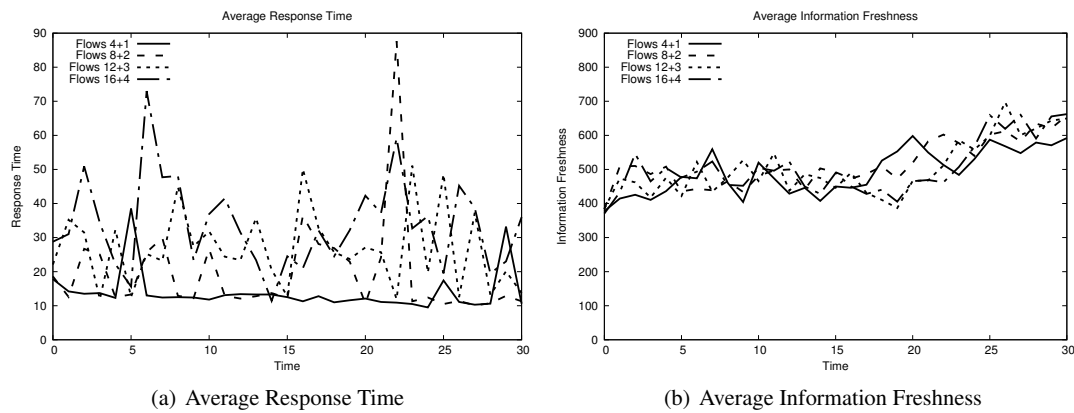 Average Response Time
90
80
70
60
50
40
30
20
10
0
Response Time
Flows 4+1
Flows 8+2
Flows 12+3
Flows 16+4
0 5 10 15 20 25 30
Time
(a) Average Response Time
Average Information Freshness
900
800
700
600
500
400
300
200
100
0
Information Freshness
Flows 4+1
Flows 8+2
Flows 12+3
Flows 16+4
0 5 10 15 20 25 30
Time
(b) Average Information Freshness